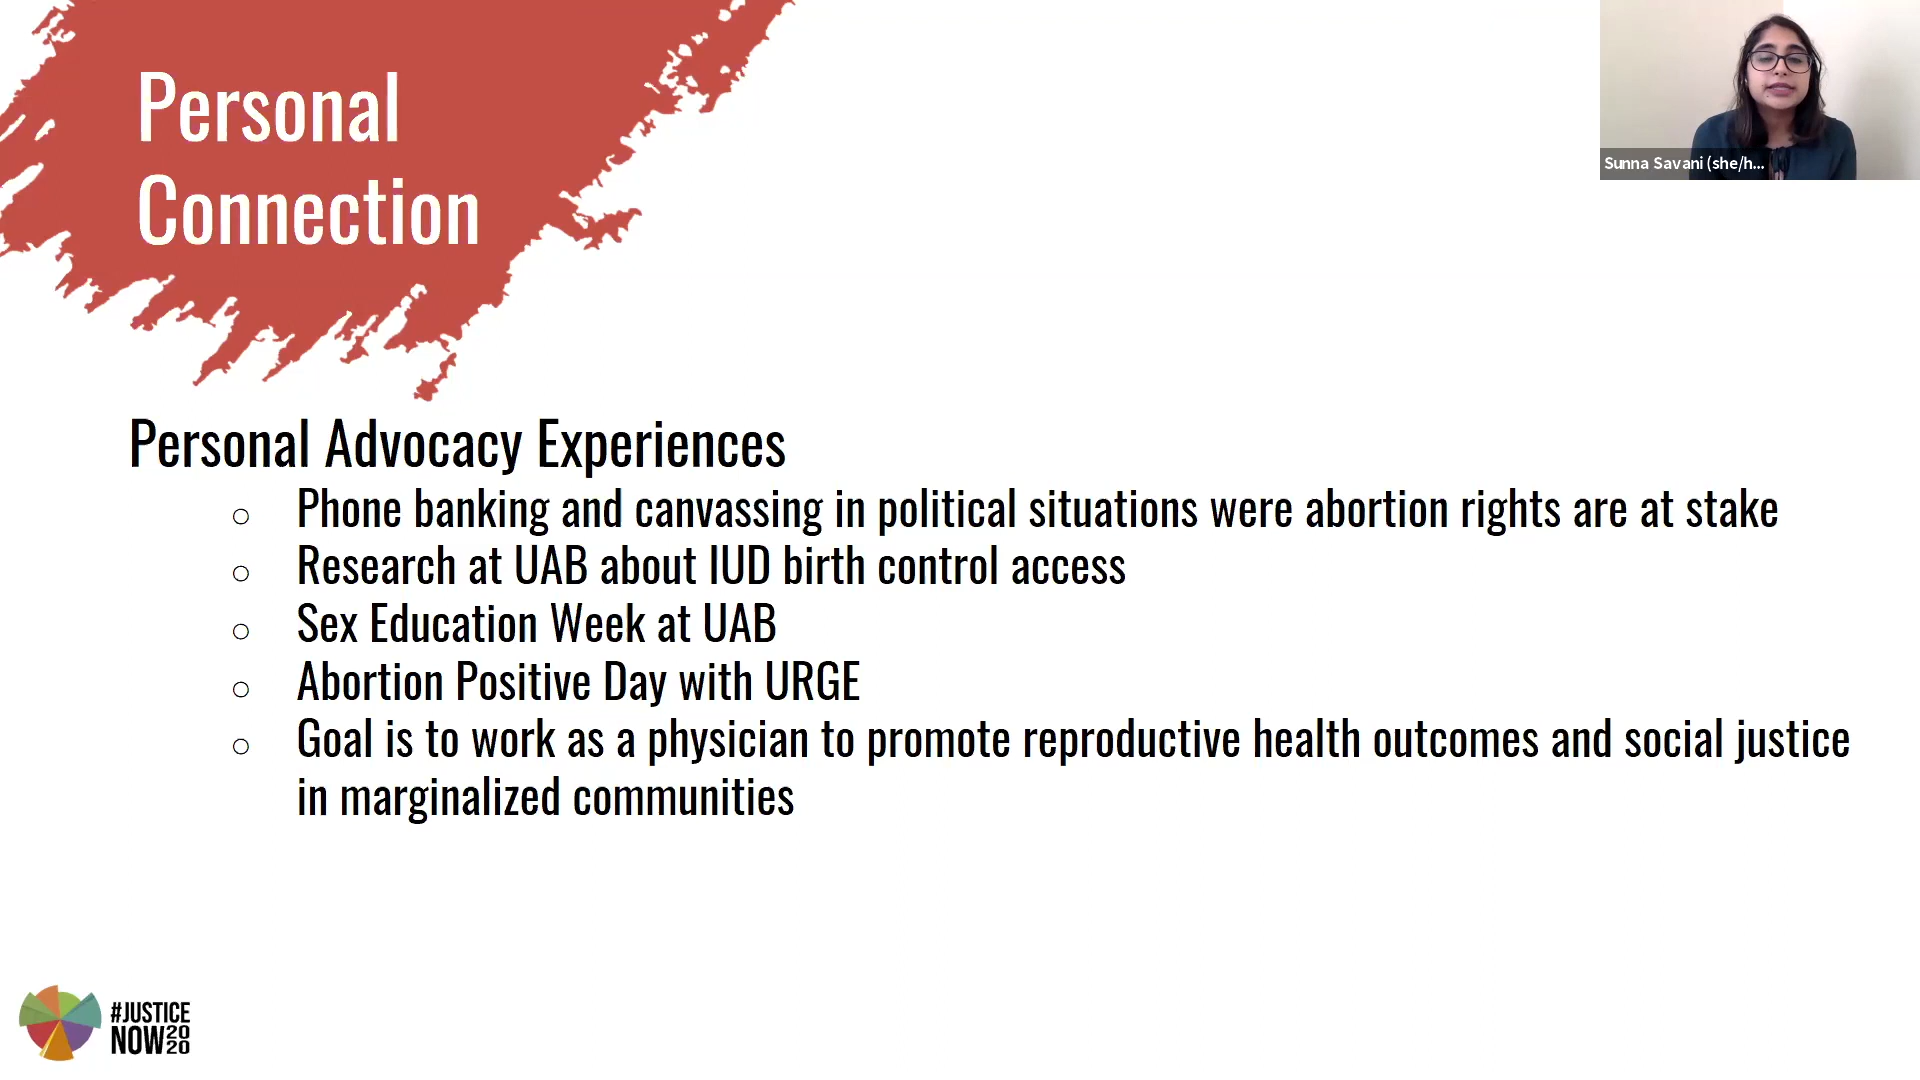 Personal
Connection
Sunna Savani (she/h...
Personal Advocacy Experiences
○ Phone banking and canvassing in political situations were abortion rights are at stake
○ Research at UAB about IUD birth control access
○ Sex Education Week at UAB
○ Abortion Positive Day with URGE
○ Goal is to work as a physician to promote reproductive health outcomes and social justice
in marginalized communities
#JUSTICE
NOW 2020